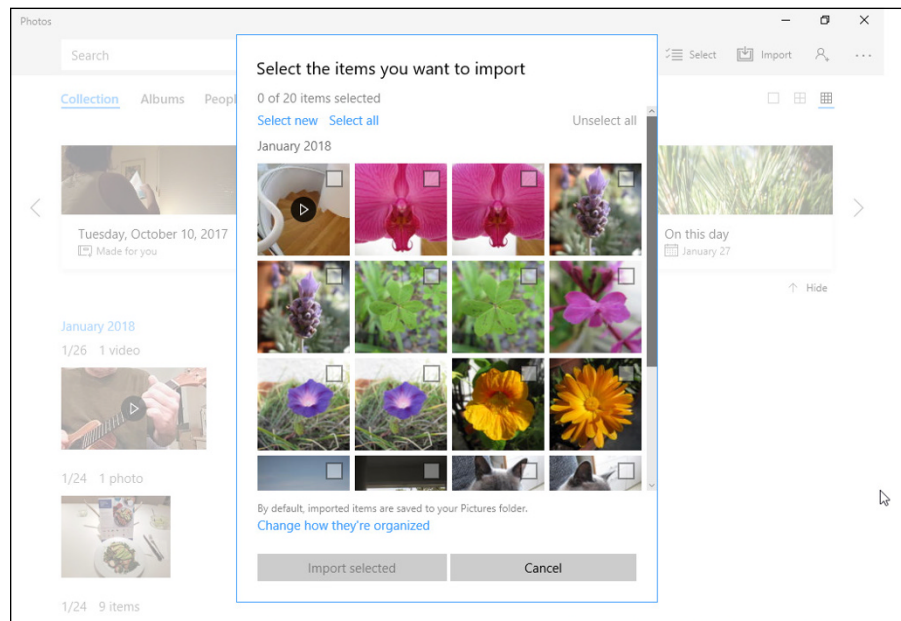 Photos
Search
Select
Import
Collection Albums Peopl
Select the items you want to import
0 of 20 items selected
Select new Select all
Unselect all
January 2018
Tuesday, October 10, 2017
Made for you
On this day
January 27
Hide
January 2018
1/26 1 video
1/24 1 photo
By default, imported items are saved to your Pictures folder.
Change how they're organized
Import selected
Cancel
1/24 9 items